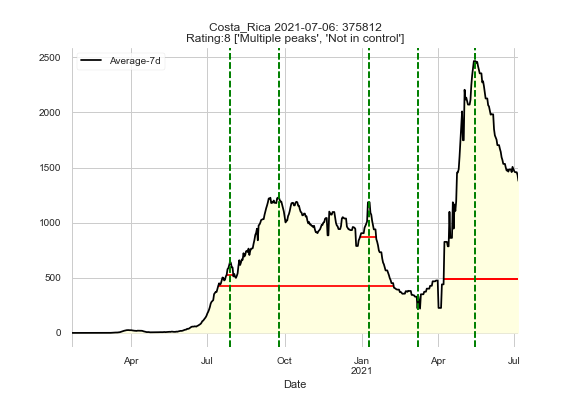 Costa_Rica 2021-07-06: 375812
Rating:8 ['Multiple peaks', 'Not in control']
Average-7d
2500
2000
1500
1000
500
0
Apr Jul Oct Jan Apr Jul
2021
Date